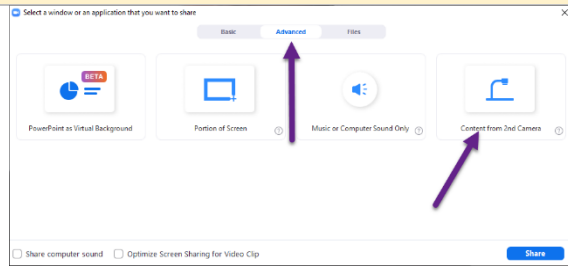 Select a window or an application that you want to share
Basic Advanced Files
BETA
PowerPoint as Virtual Background Portion of Screen Music or Computer Sound Only Content from 2nd Camera
Share computer sound Optimize Screen Sharing for Video Clip Share